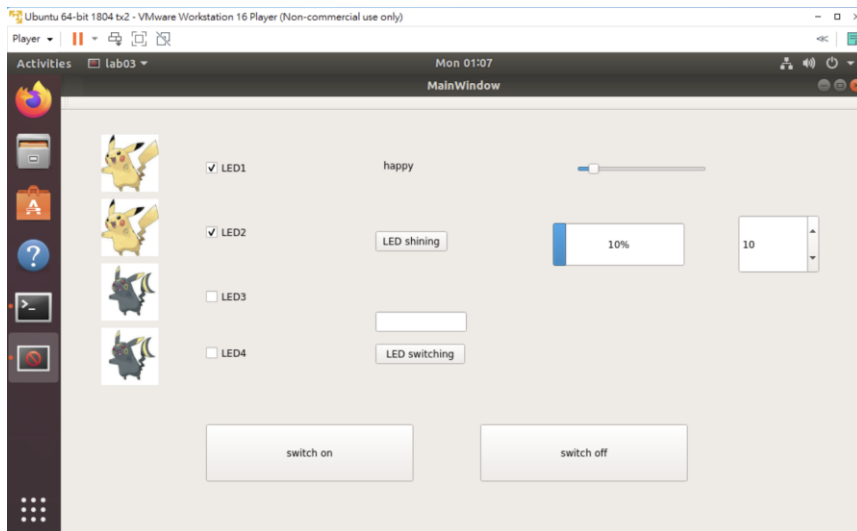 Ubuntu 64-bit 1804 tx2 - VMware Workstation 16 Player (Non-commercial use only)
Player
Activities lab03 Mon 01:07
MainWindow
LED1 happy
LED2 LED shining 10% 10
LED3
LED4 LED switching
switch on switch off